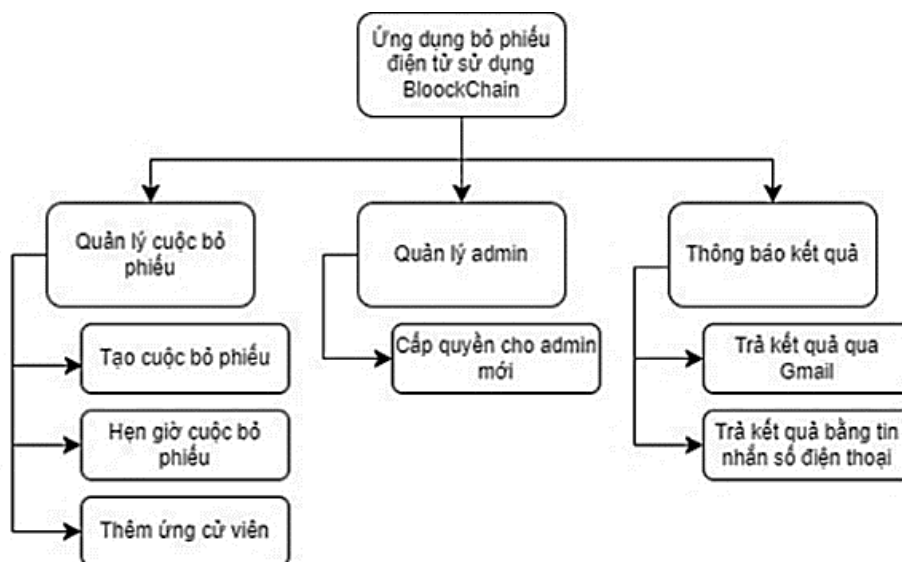 Ứng dụng bỏ phiếu
điện tử sử dụng
BloockChain
Quản lý cuộc bỏ
phiếu
Quản lý admin
Thông báo kết quả
Tạo cuộc bỏ phiếu
Cấp quyền cho admin
mới
Trả kết quả qua
Gmail
Hẹn giờ cuộc bỏ
phiếu
Trả kết quả bằng tin
nhắn số điện thoại
Thêm ứng cử viên